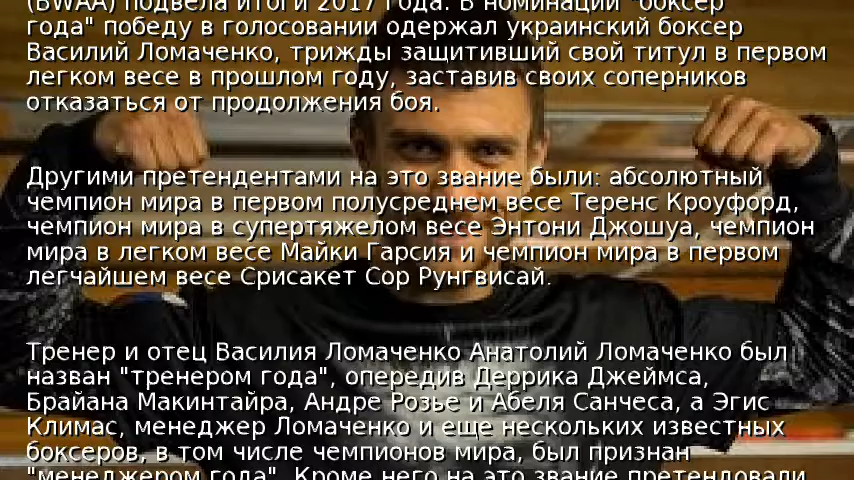 (BWAA) подвела итоги 2017 года. В номинации "боксер
года" победу в голосовании одержал украинский боксер
Василий Ломаченко, трижды защитивший свой титул в первом
легком весе в прошлом году, заставив своих соперников
отказаться от продолжения боя.
Другими претендентами на это звание были: абсолютный
чемпион мира в первом полусреднем весе Теренс Кроуфорд,
чемпион мира в супертяжелом весе Энтони Джошуа, чемпион
мира в легком весе Майки Гарсия и чемпион мира в первом
легчайшем весе Срисакет Сор Рунгвисай.
Тренер и отец Василия Ломаченко Анатолий Ломаченко был
назван "тренером года", опередив Деррика Джеймса,
Брайана Макинтайра, Андре Розье и Абеля Санчеса, а Эгис
Климас, менеджер Ломаченко и еще нескольких известных
боксеров, в том числе чемпионов мира, был признан
"менеджером года". Кроме него на это звание претендовали